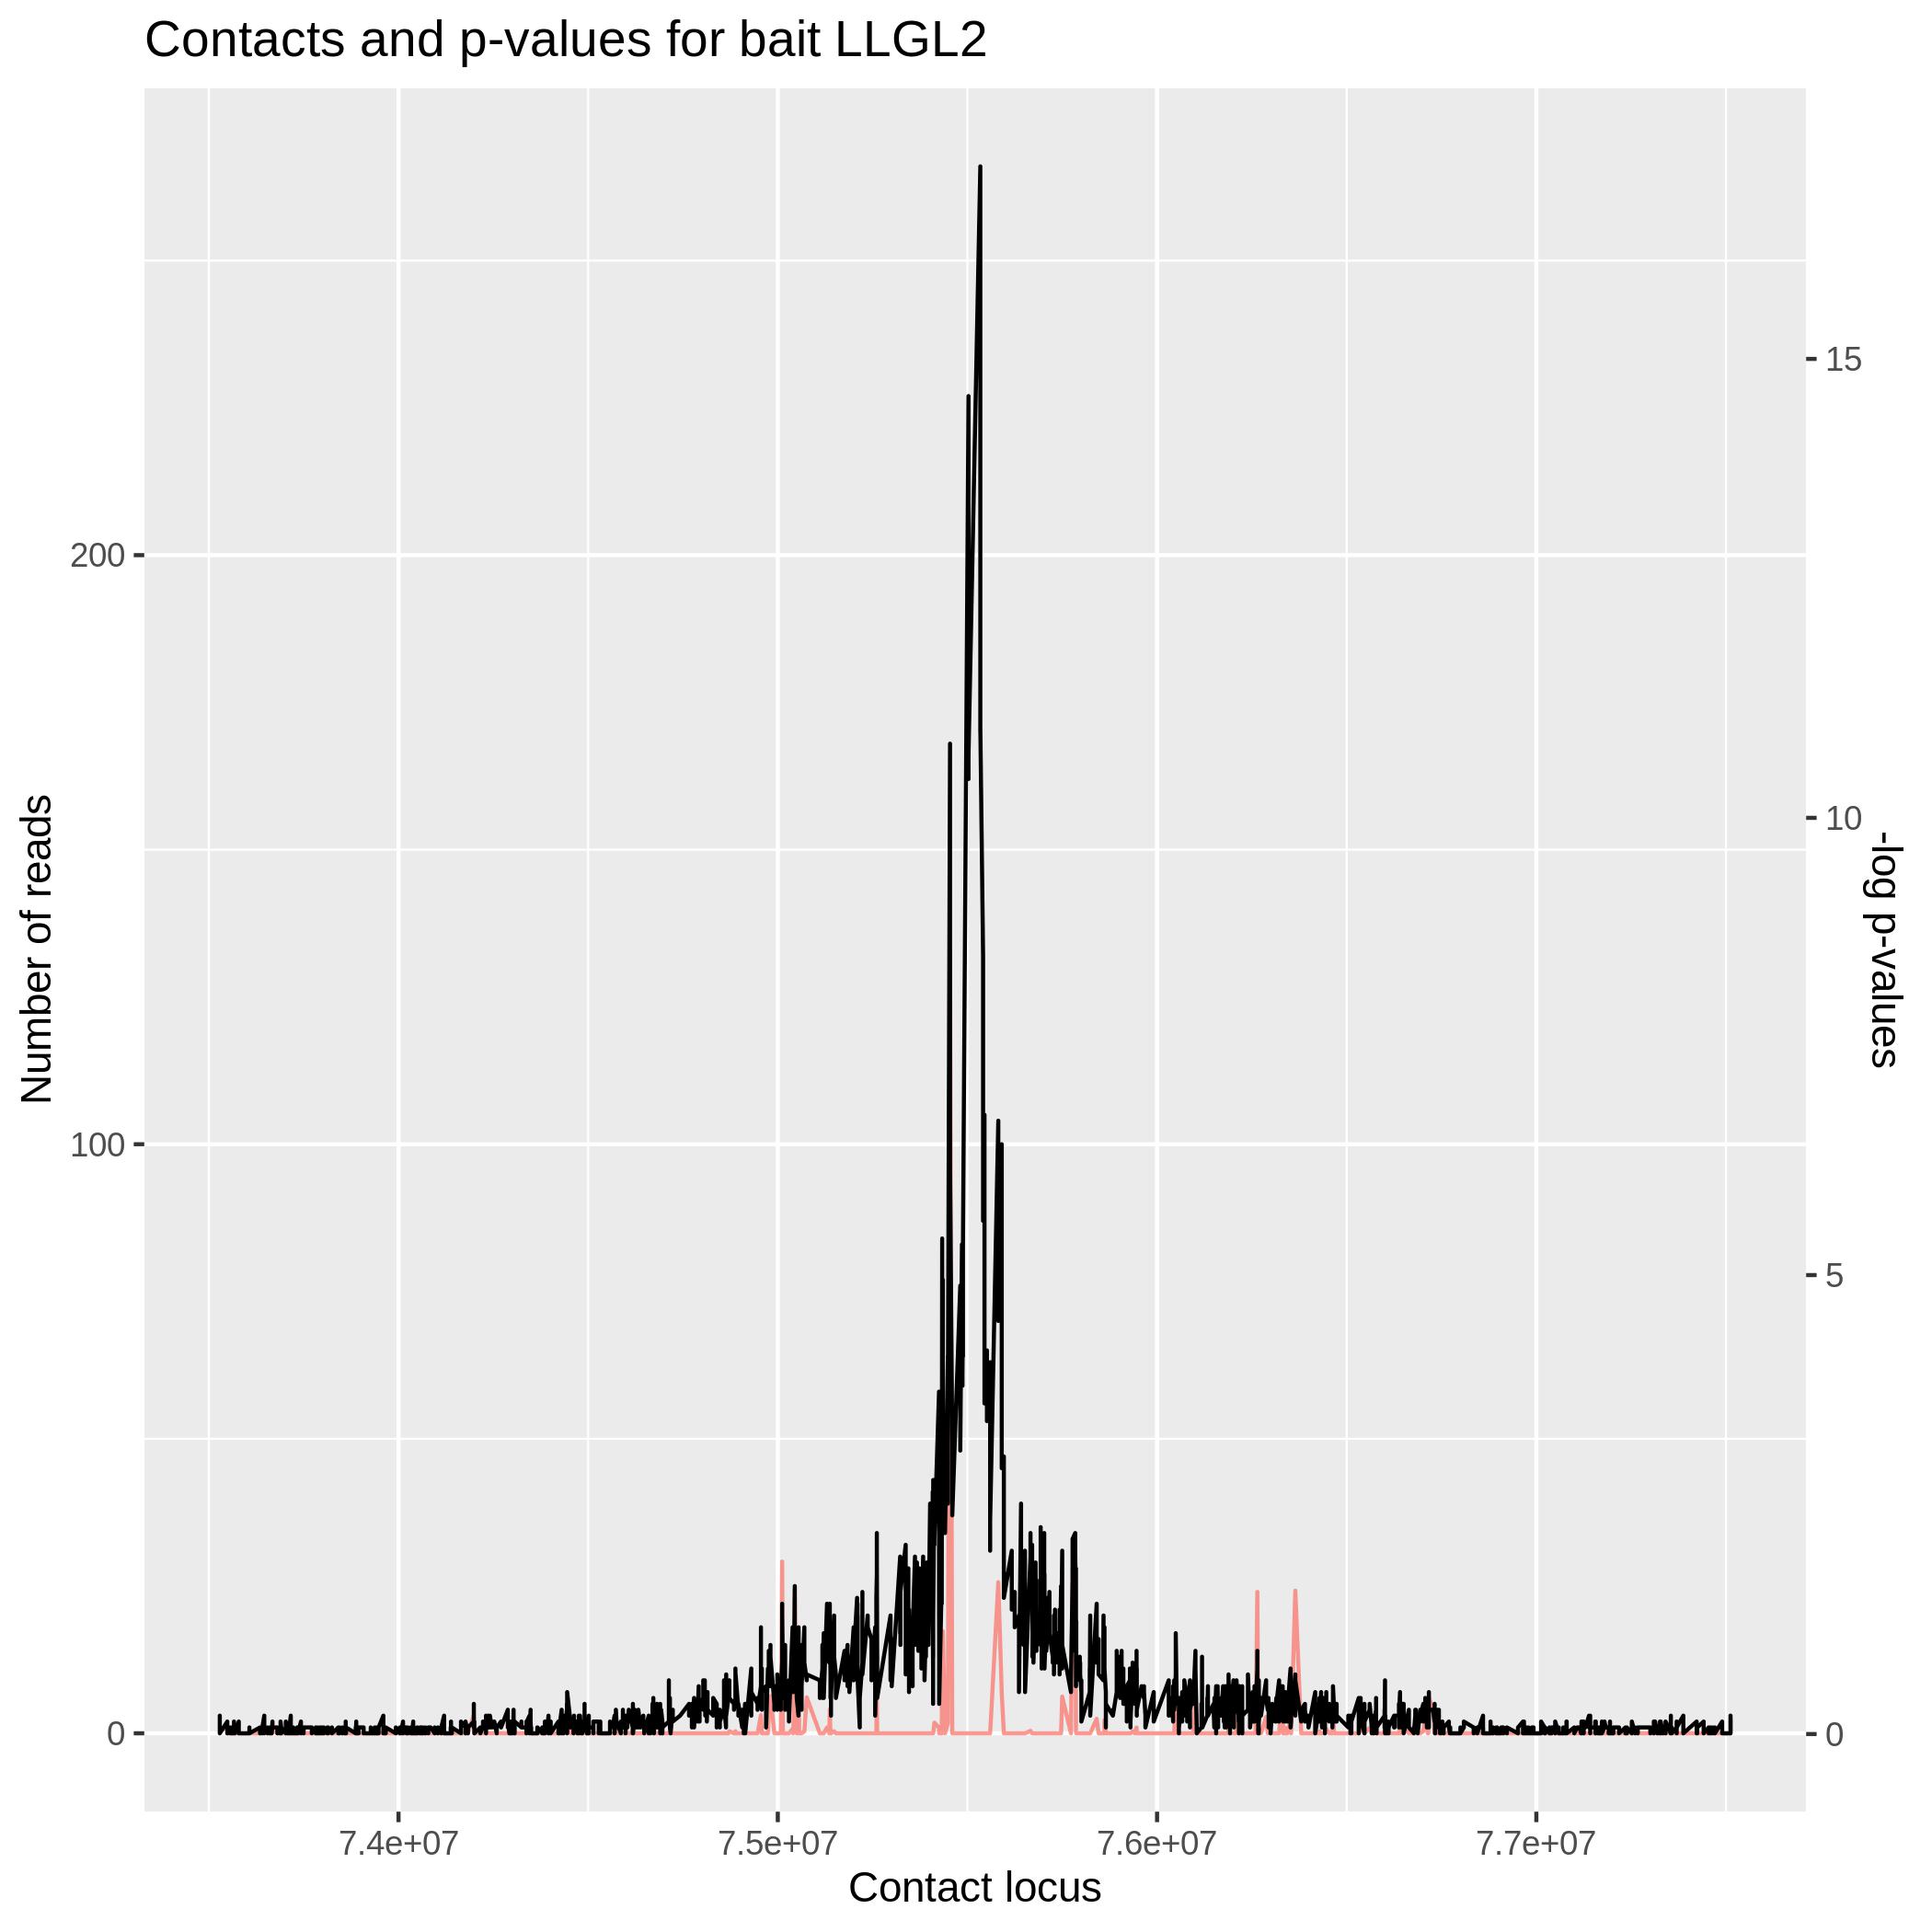 Contacts and p-values for bait LLGL2
Number of reads
200
100
0
15
10
5
0
-log p-values
7.4e+07
7.5e+07
7.6e+07
7.7e+07
Contact locus